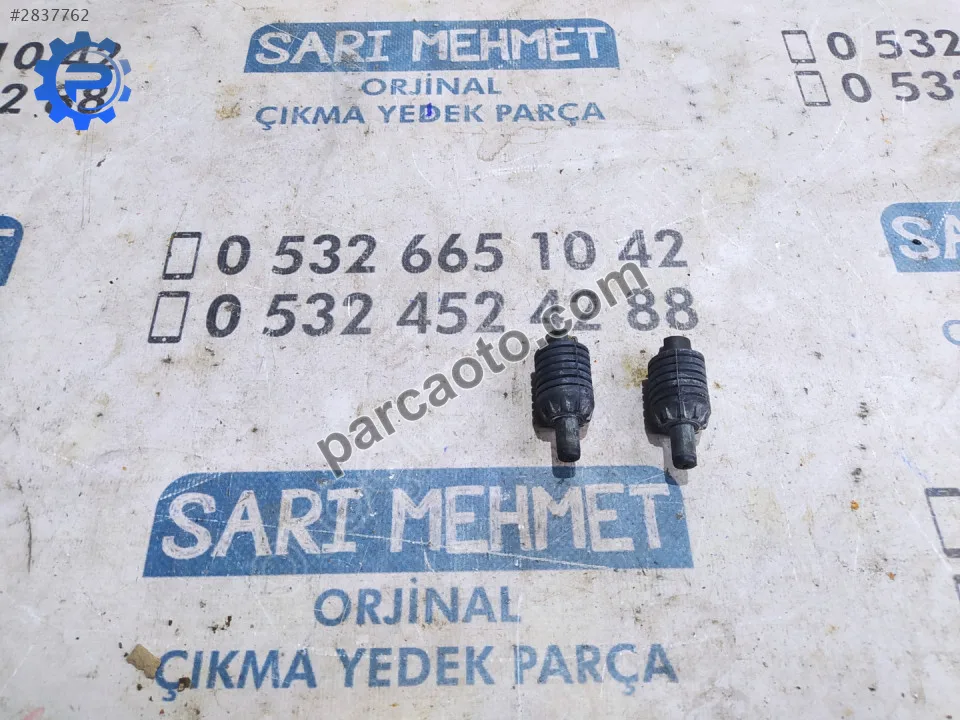 #2837762
SARI MEHMET
ORJİNAL
ÇIKMA YEDEK PARÇA
0 532
0 532
0 532 665 10 42
0 532 452 42 88
parcaoto.com
SARI MEHMET
ORJİNAL
ÇIKMA YEDEK PARÇA